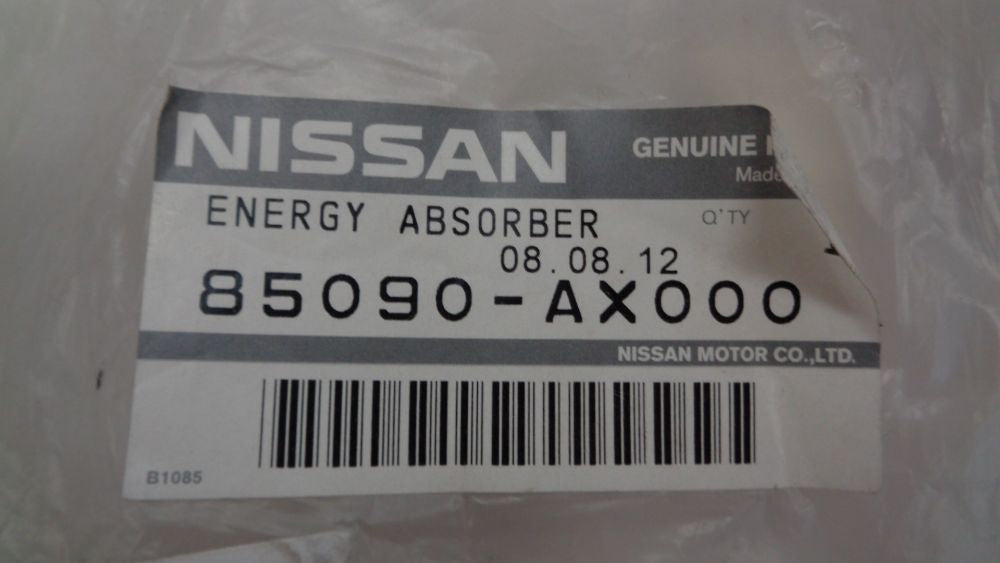 NISSAN GENUINE
Made
ENERGY ABSORBER Q'TY
08.08.12
85090-AX000
NISSAN MOTOR CO.,LTD.
B1085